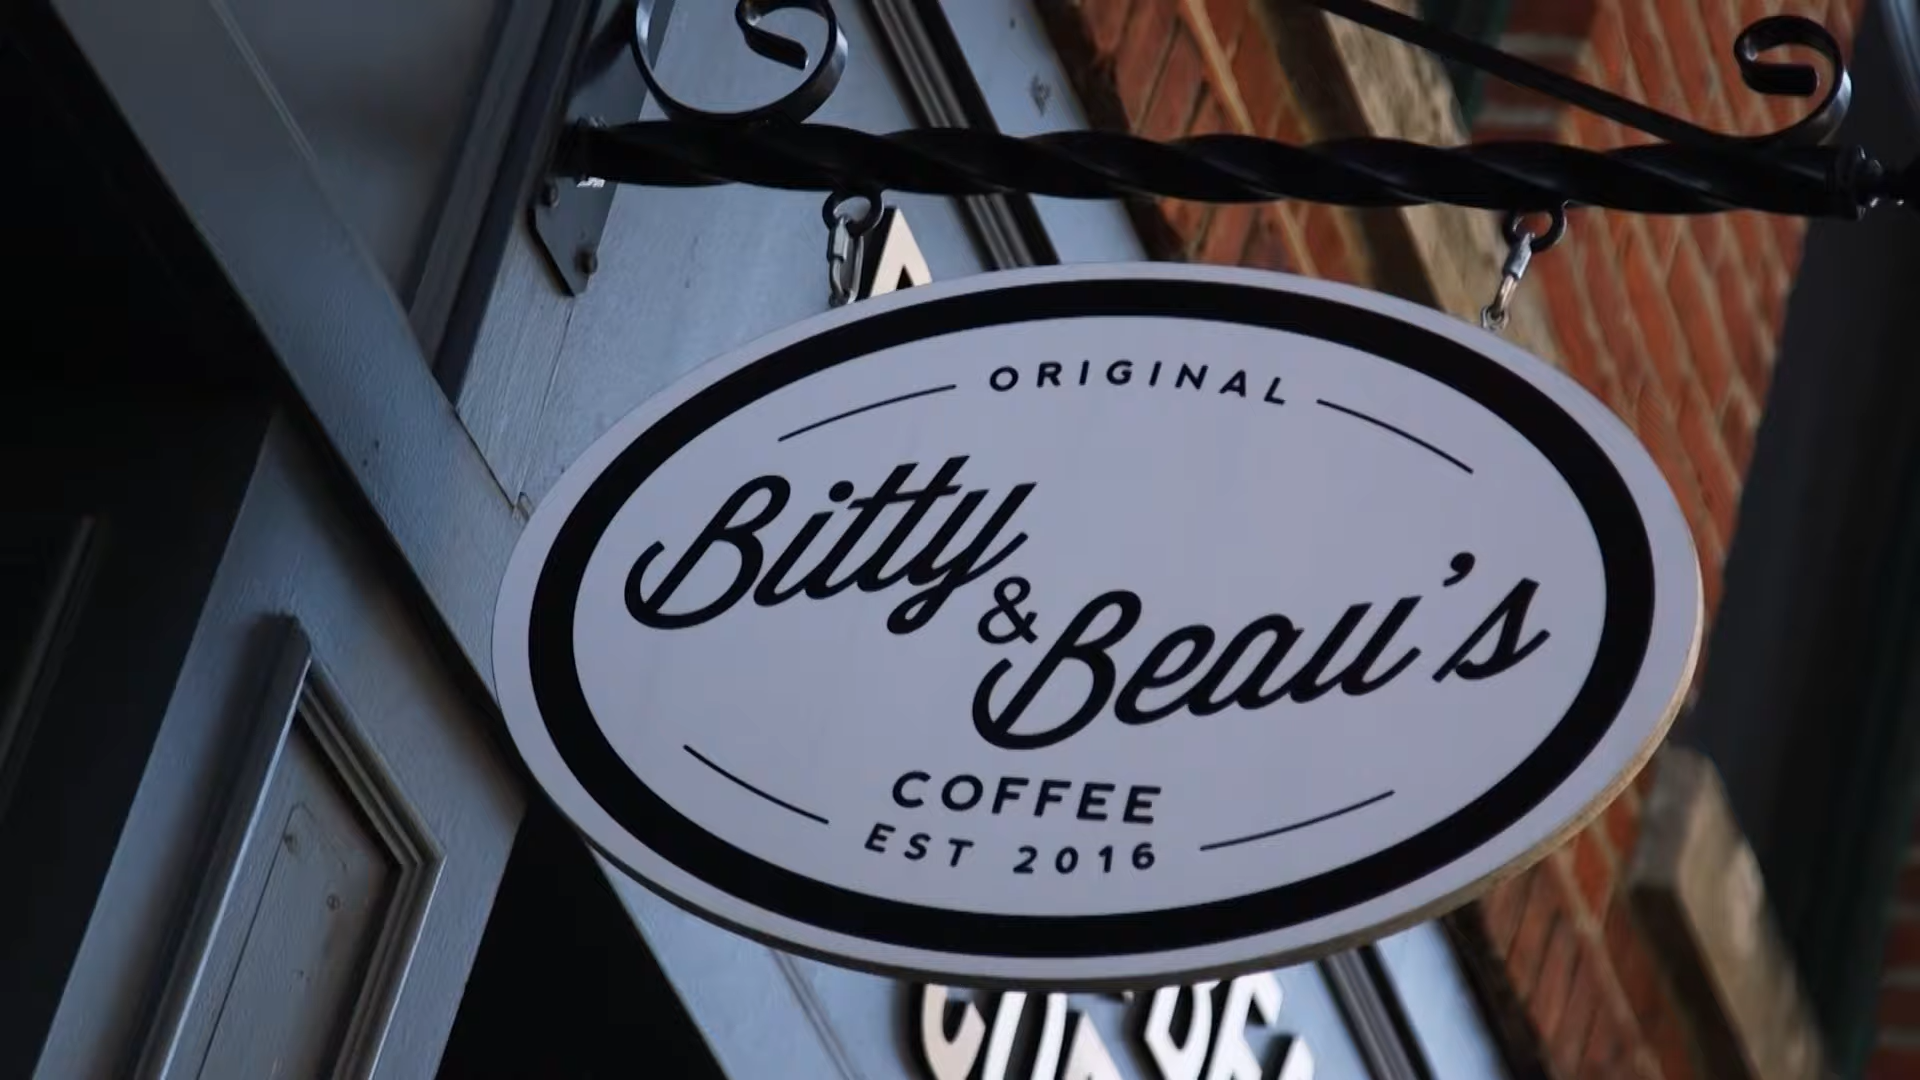 ORIGINAL
Bitty
& Beau's
COFFEE
EST 2016